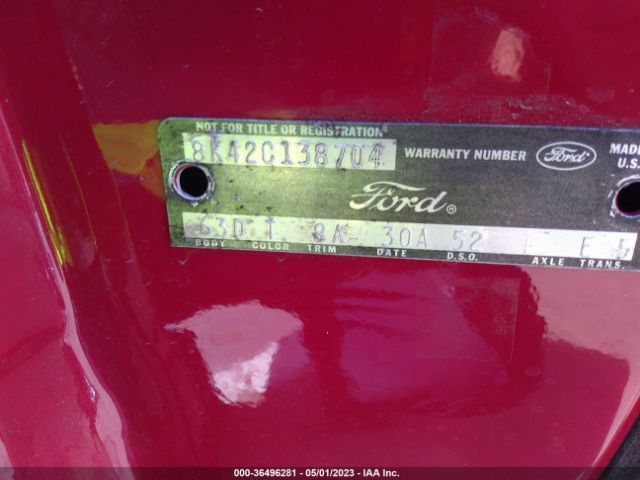 NOT FOR TITLE OR REGISTRATION
8K42C138704 WARRANTY NUMBER Ford MADE
U.S.
Ford®
63D T 8A 30A 52 E 5
BODY COLOR TRIM DATE D.S.O. AXLE TRANS
000-36496281 - 05/01/2023 - IAA Inc.